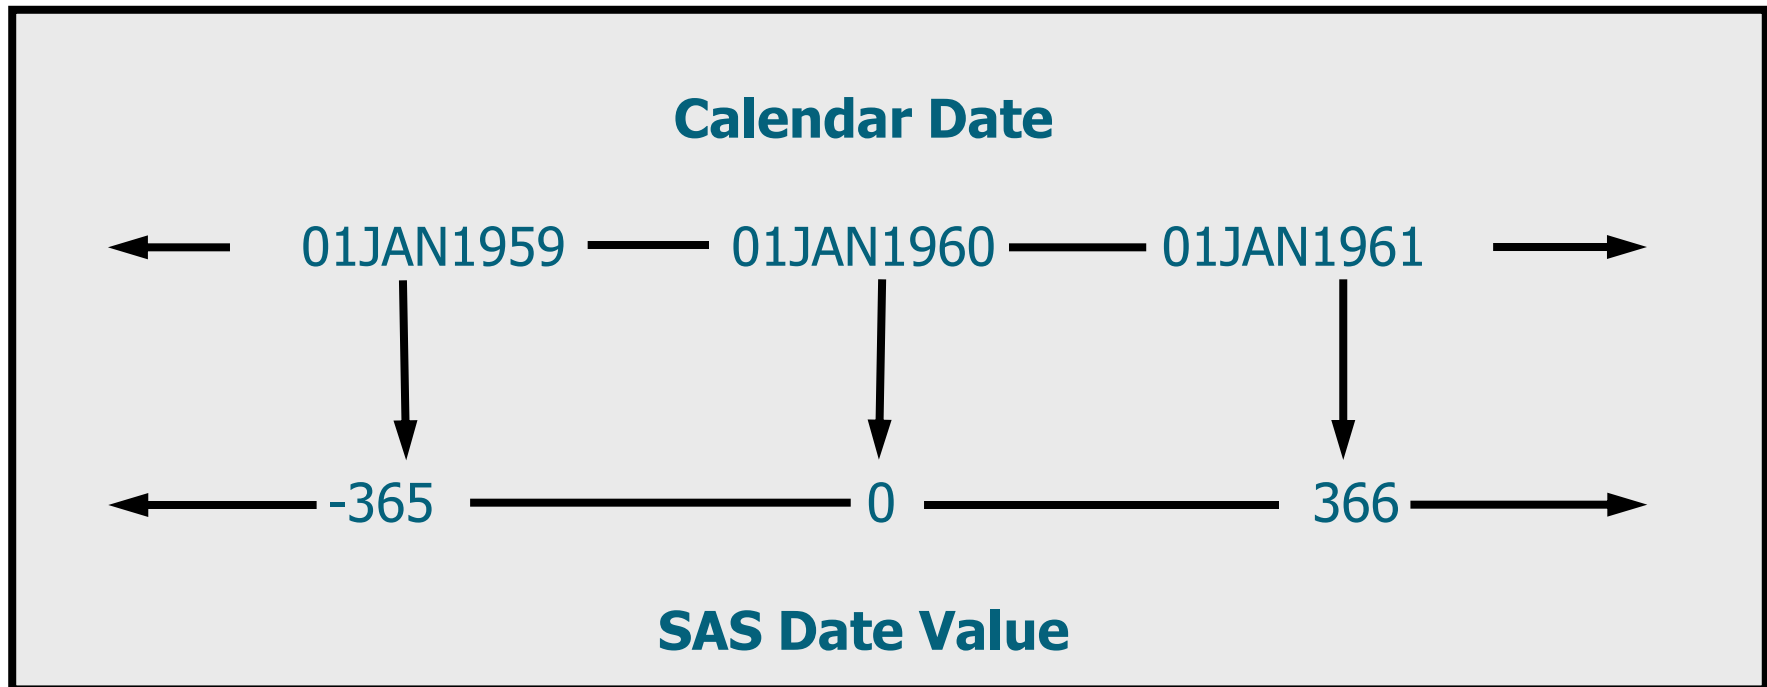 Calendar Date
01JAN1959 01JAN1960 01JAN1961
-365 0 366
SAS Date Value